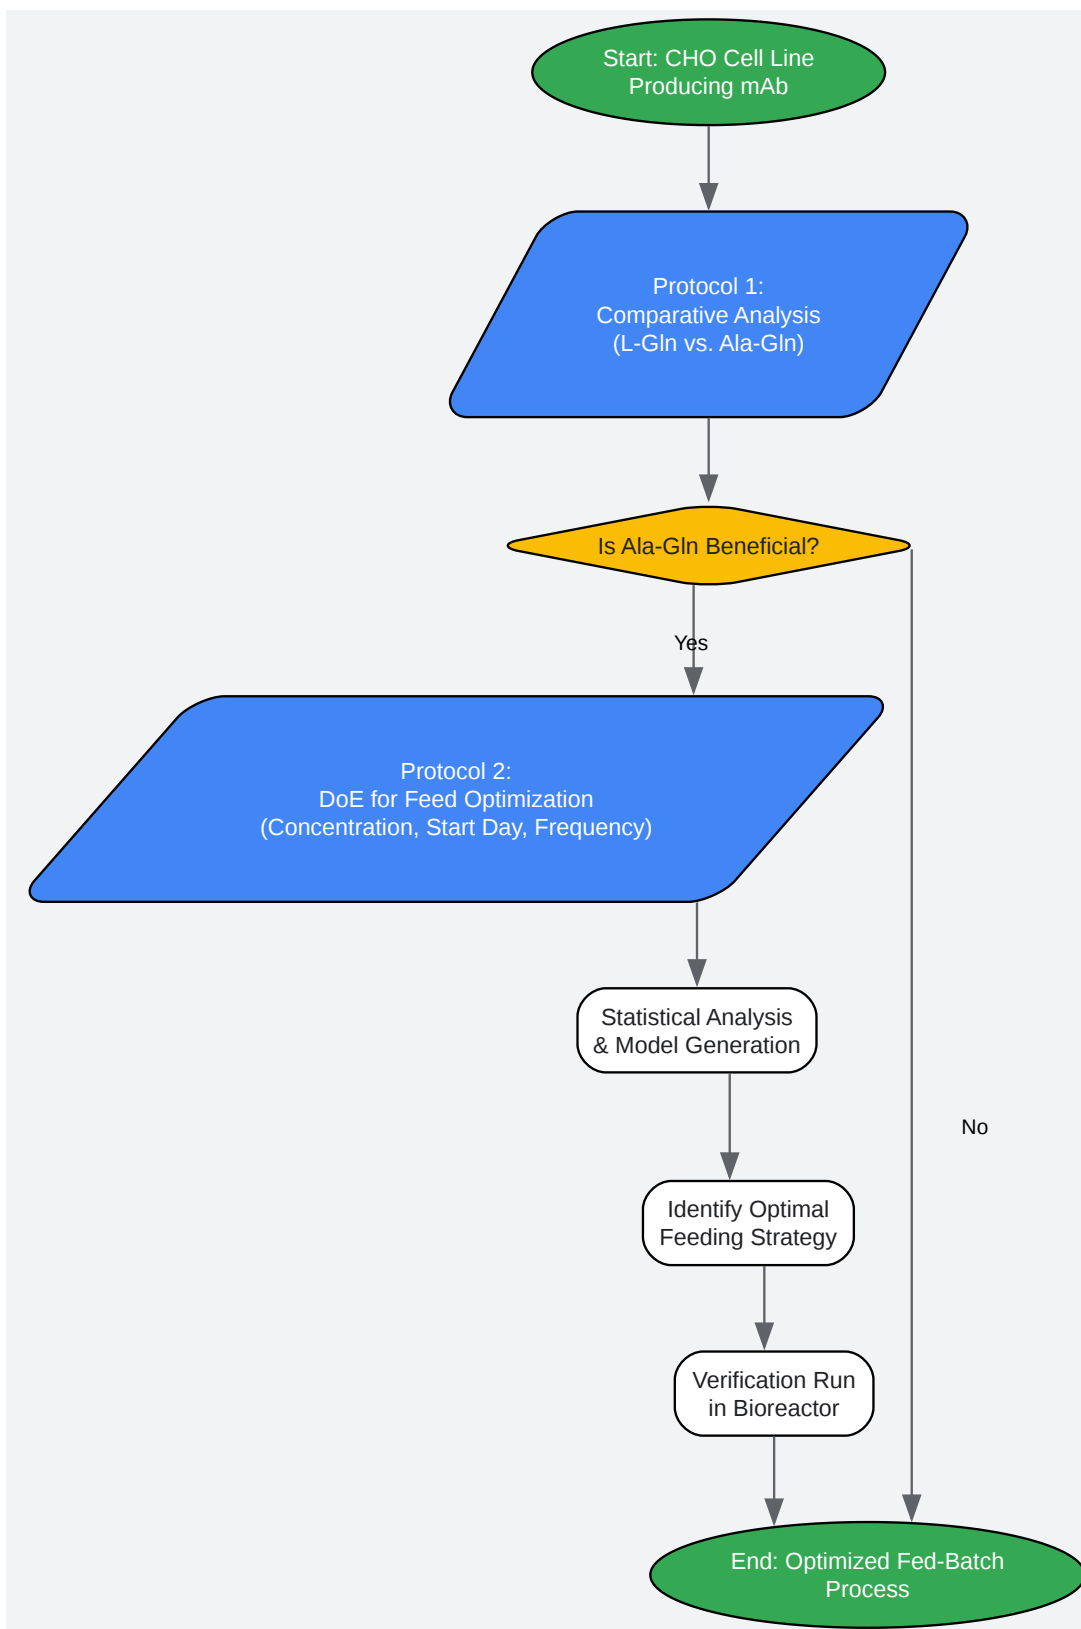 Start: CHO Cell Line
Producing mAb
Protocol 1:
Comparative Analysis
(L-Gln vs. Ala-Gln)
Is Ala-Gln Beneficial?
Yes
Protocol 2:
DoE for Feed Optimization
(Concentration, Start Day, Frequency)
Statistical Analysis
& Model Generation
No
Identify Optimal
Feeding Strategy
Verification Run
in Bioreactor
End: Optimized Fed-Batch
Process